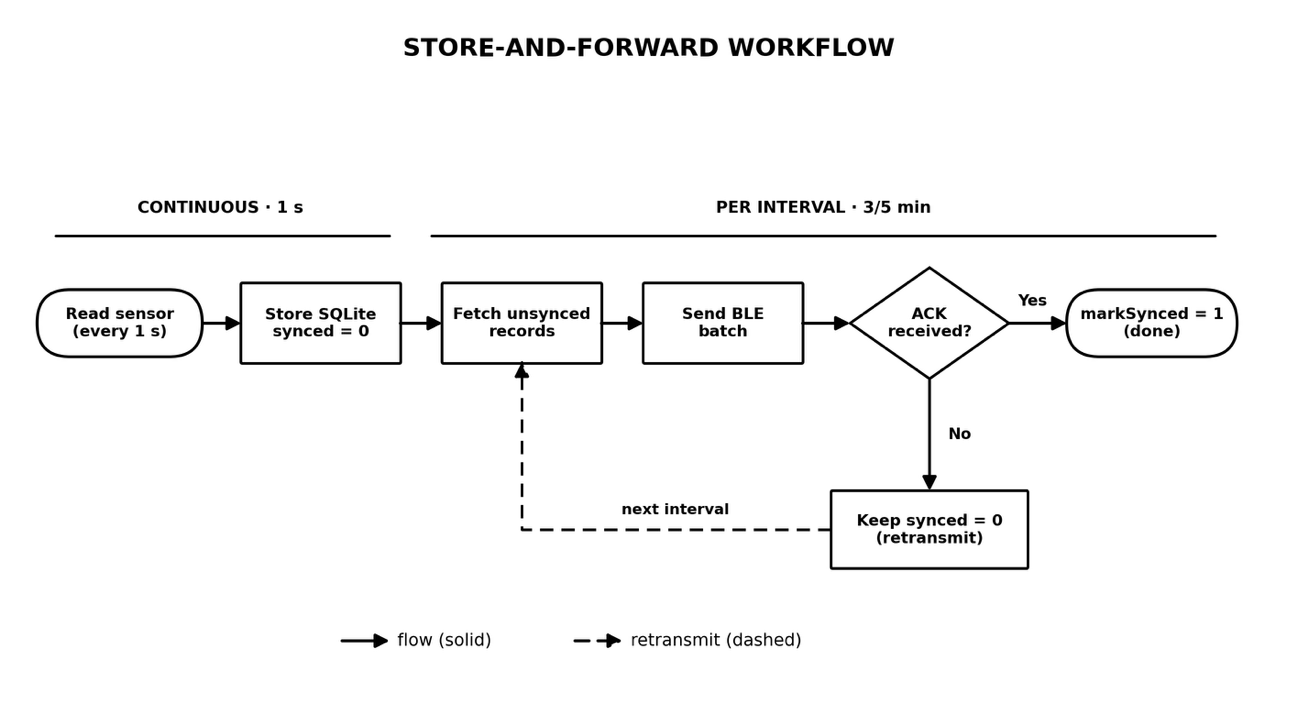 STORE-AND-FORWARD WORKFLOW
CONTINUOUS · 1 s
PER INTERVAL · 3/5 min
Read sensor
(every 1 s)
Store SQLite
synced = 0
Fetch unsynced
records
Send BLE
batch
ACK
received?
Yes
markSynced = 1
(done)
No
next interval
Keep synced = 0
(retransmit)
flow (solid)
retransmit (dashed)